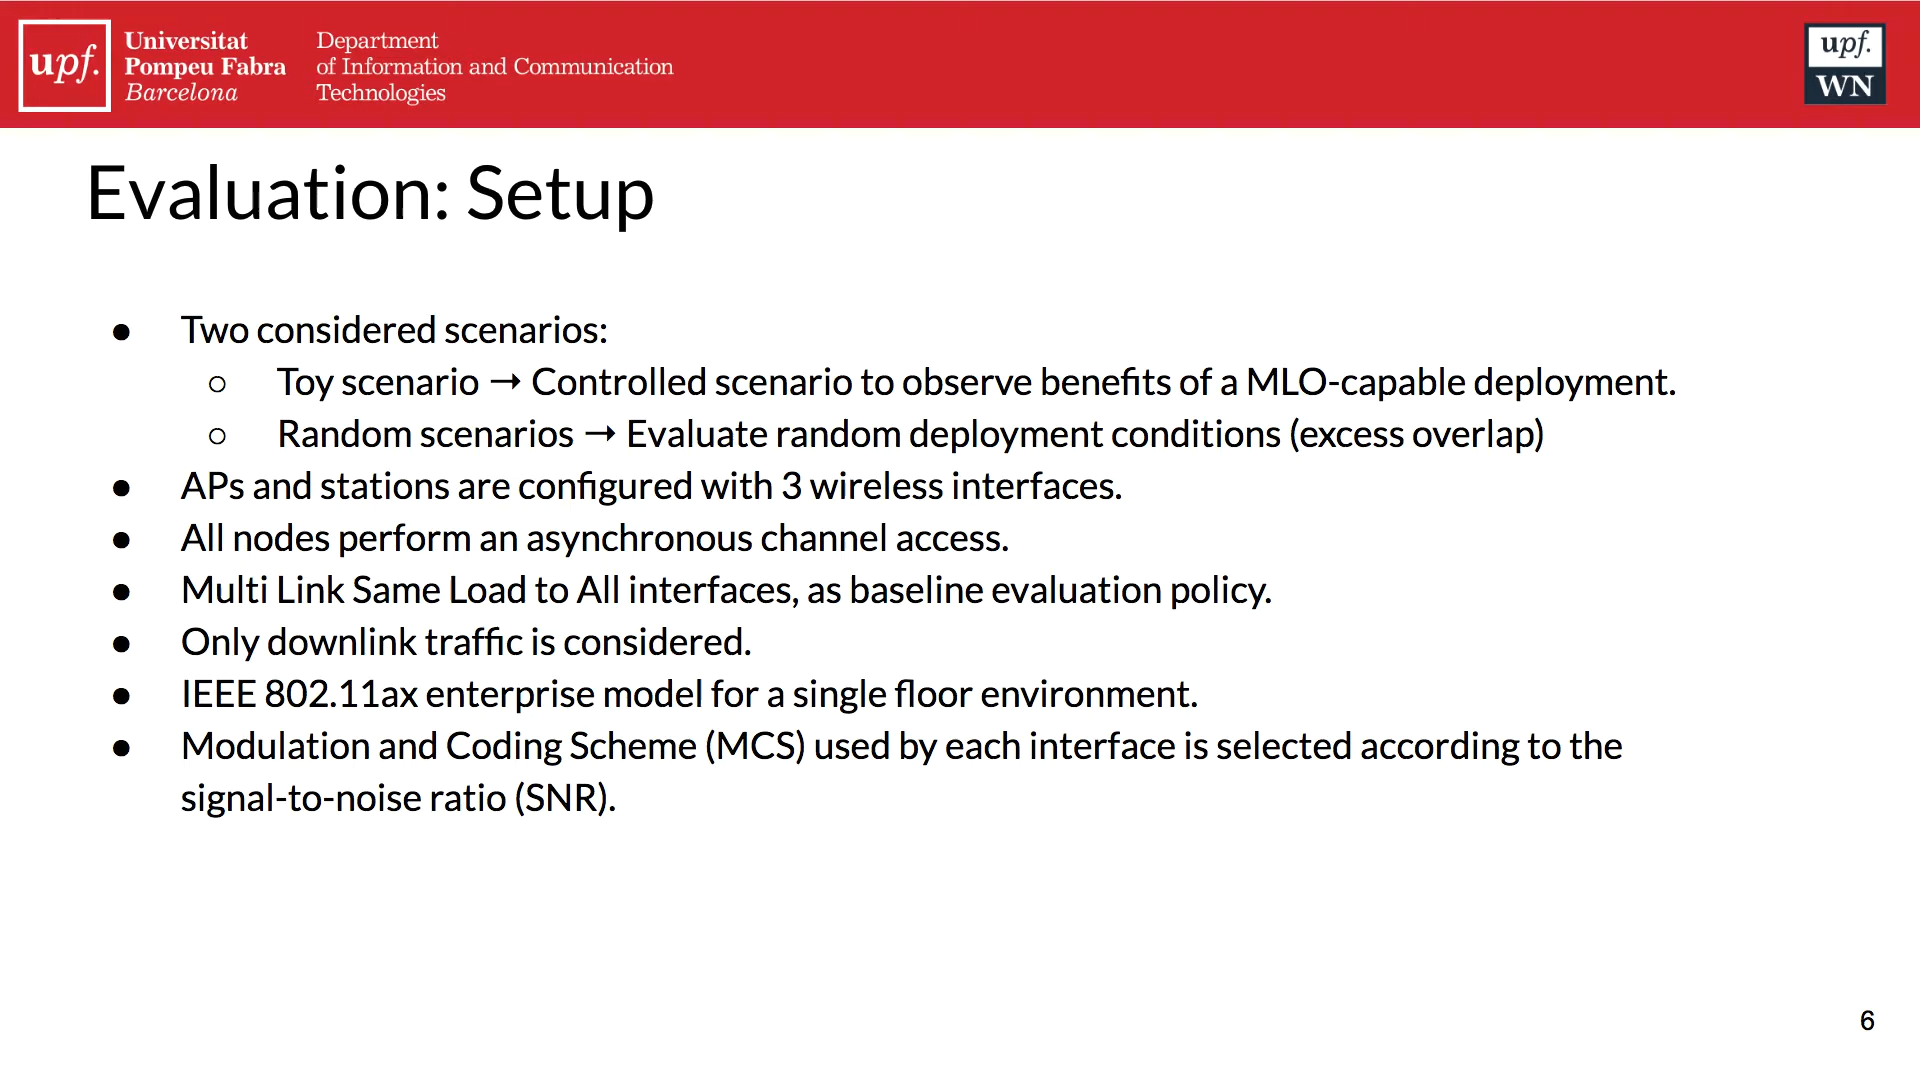 upf.
Universitat
Pompeu Fabra
Barcelona
Department
of Information and Communication
Technologies
upf.
WN
Evaluation: Setup
● Two considered scenarios:
○ Toy scenario → Controlled scenario to observe benefits of a MLO-capable deployment.
○ Random scenarios → Evaluate random deployment conditions (excess overlap)
● APs and stations are configured with 3 wireless interfaces.
● All nodes perform an asynchronous channel access.
● Multi Link Same Load to All interfaces, as baseline evaluation policy.
● Only downlink traffic is considered.
● IEEE 802.11ax enterprise model for a single floor environment.
● Modulation and Coding Scheme (MCS) used by each interface is selected according to the
signal-to-noise ratio (SNR).
6